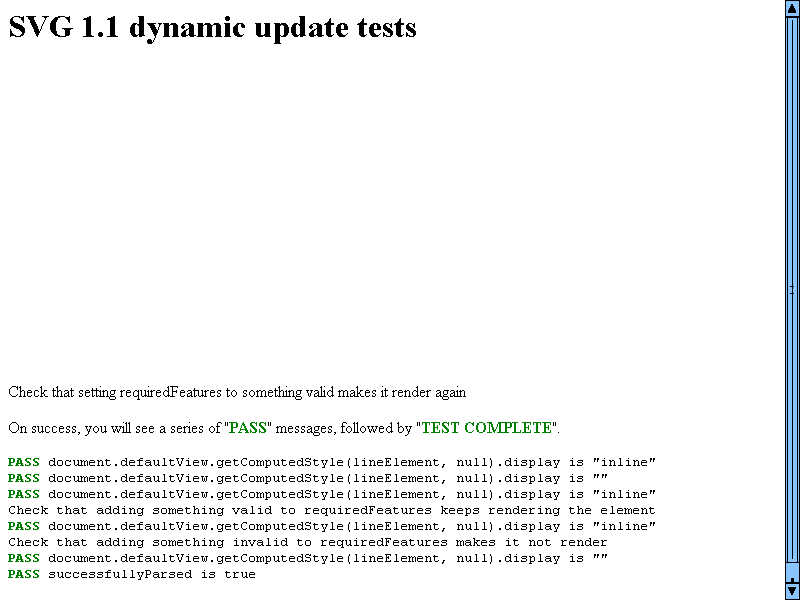 SVG 1.1 dynamic update tests
Check that setting requiredFeatures to something valid makes it render again
On success, you will see a series of "PASS" messages, followed by "TEST COMPLETE".
PASS document.defaultView.getComputedStyle(lineElement, null).display is "inline"
PASS document.defaultView.getComputedStyle(lineElement, null).display is ""
PASS document.defaultView.getComputedStyle(lineElement, null).display is "inline"
Check that adding something valid to requiredFeatures keeps rendering the element
PASS document.defaultView.getComputedStyle(lineElement, null).display is "inline"
Check that adding something invalid to requiredFeatures makes it not render
PASS document.defaultView.getComputedStyle(lineElement, null).display is ""
PASS successfullyParsed is true